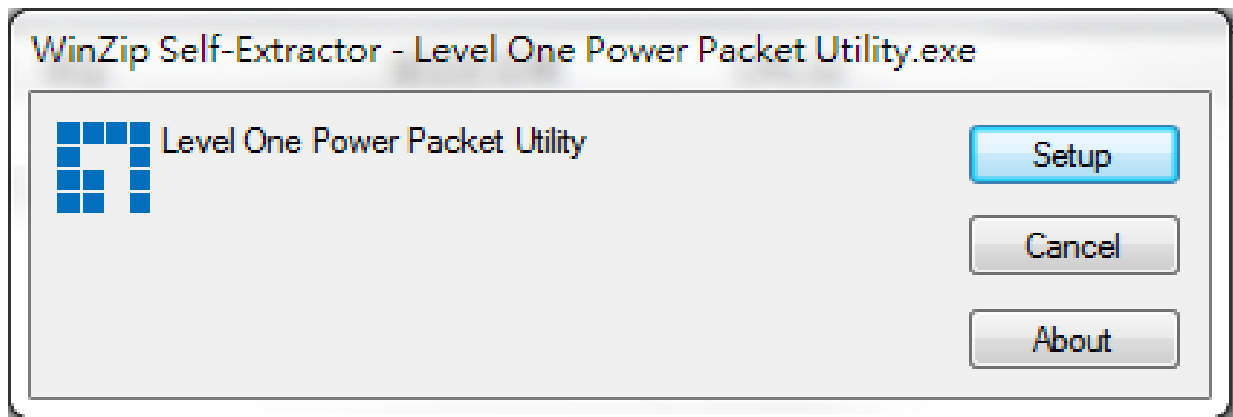 WinZip Self-Extractor - Level One Power Packet Utility.exe
Level One Power Packet Utility
Setup
Cancel
About